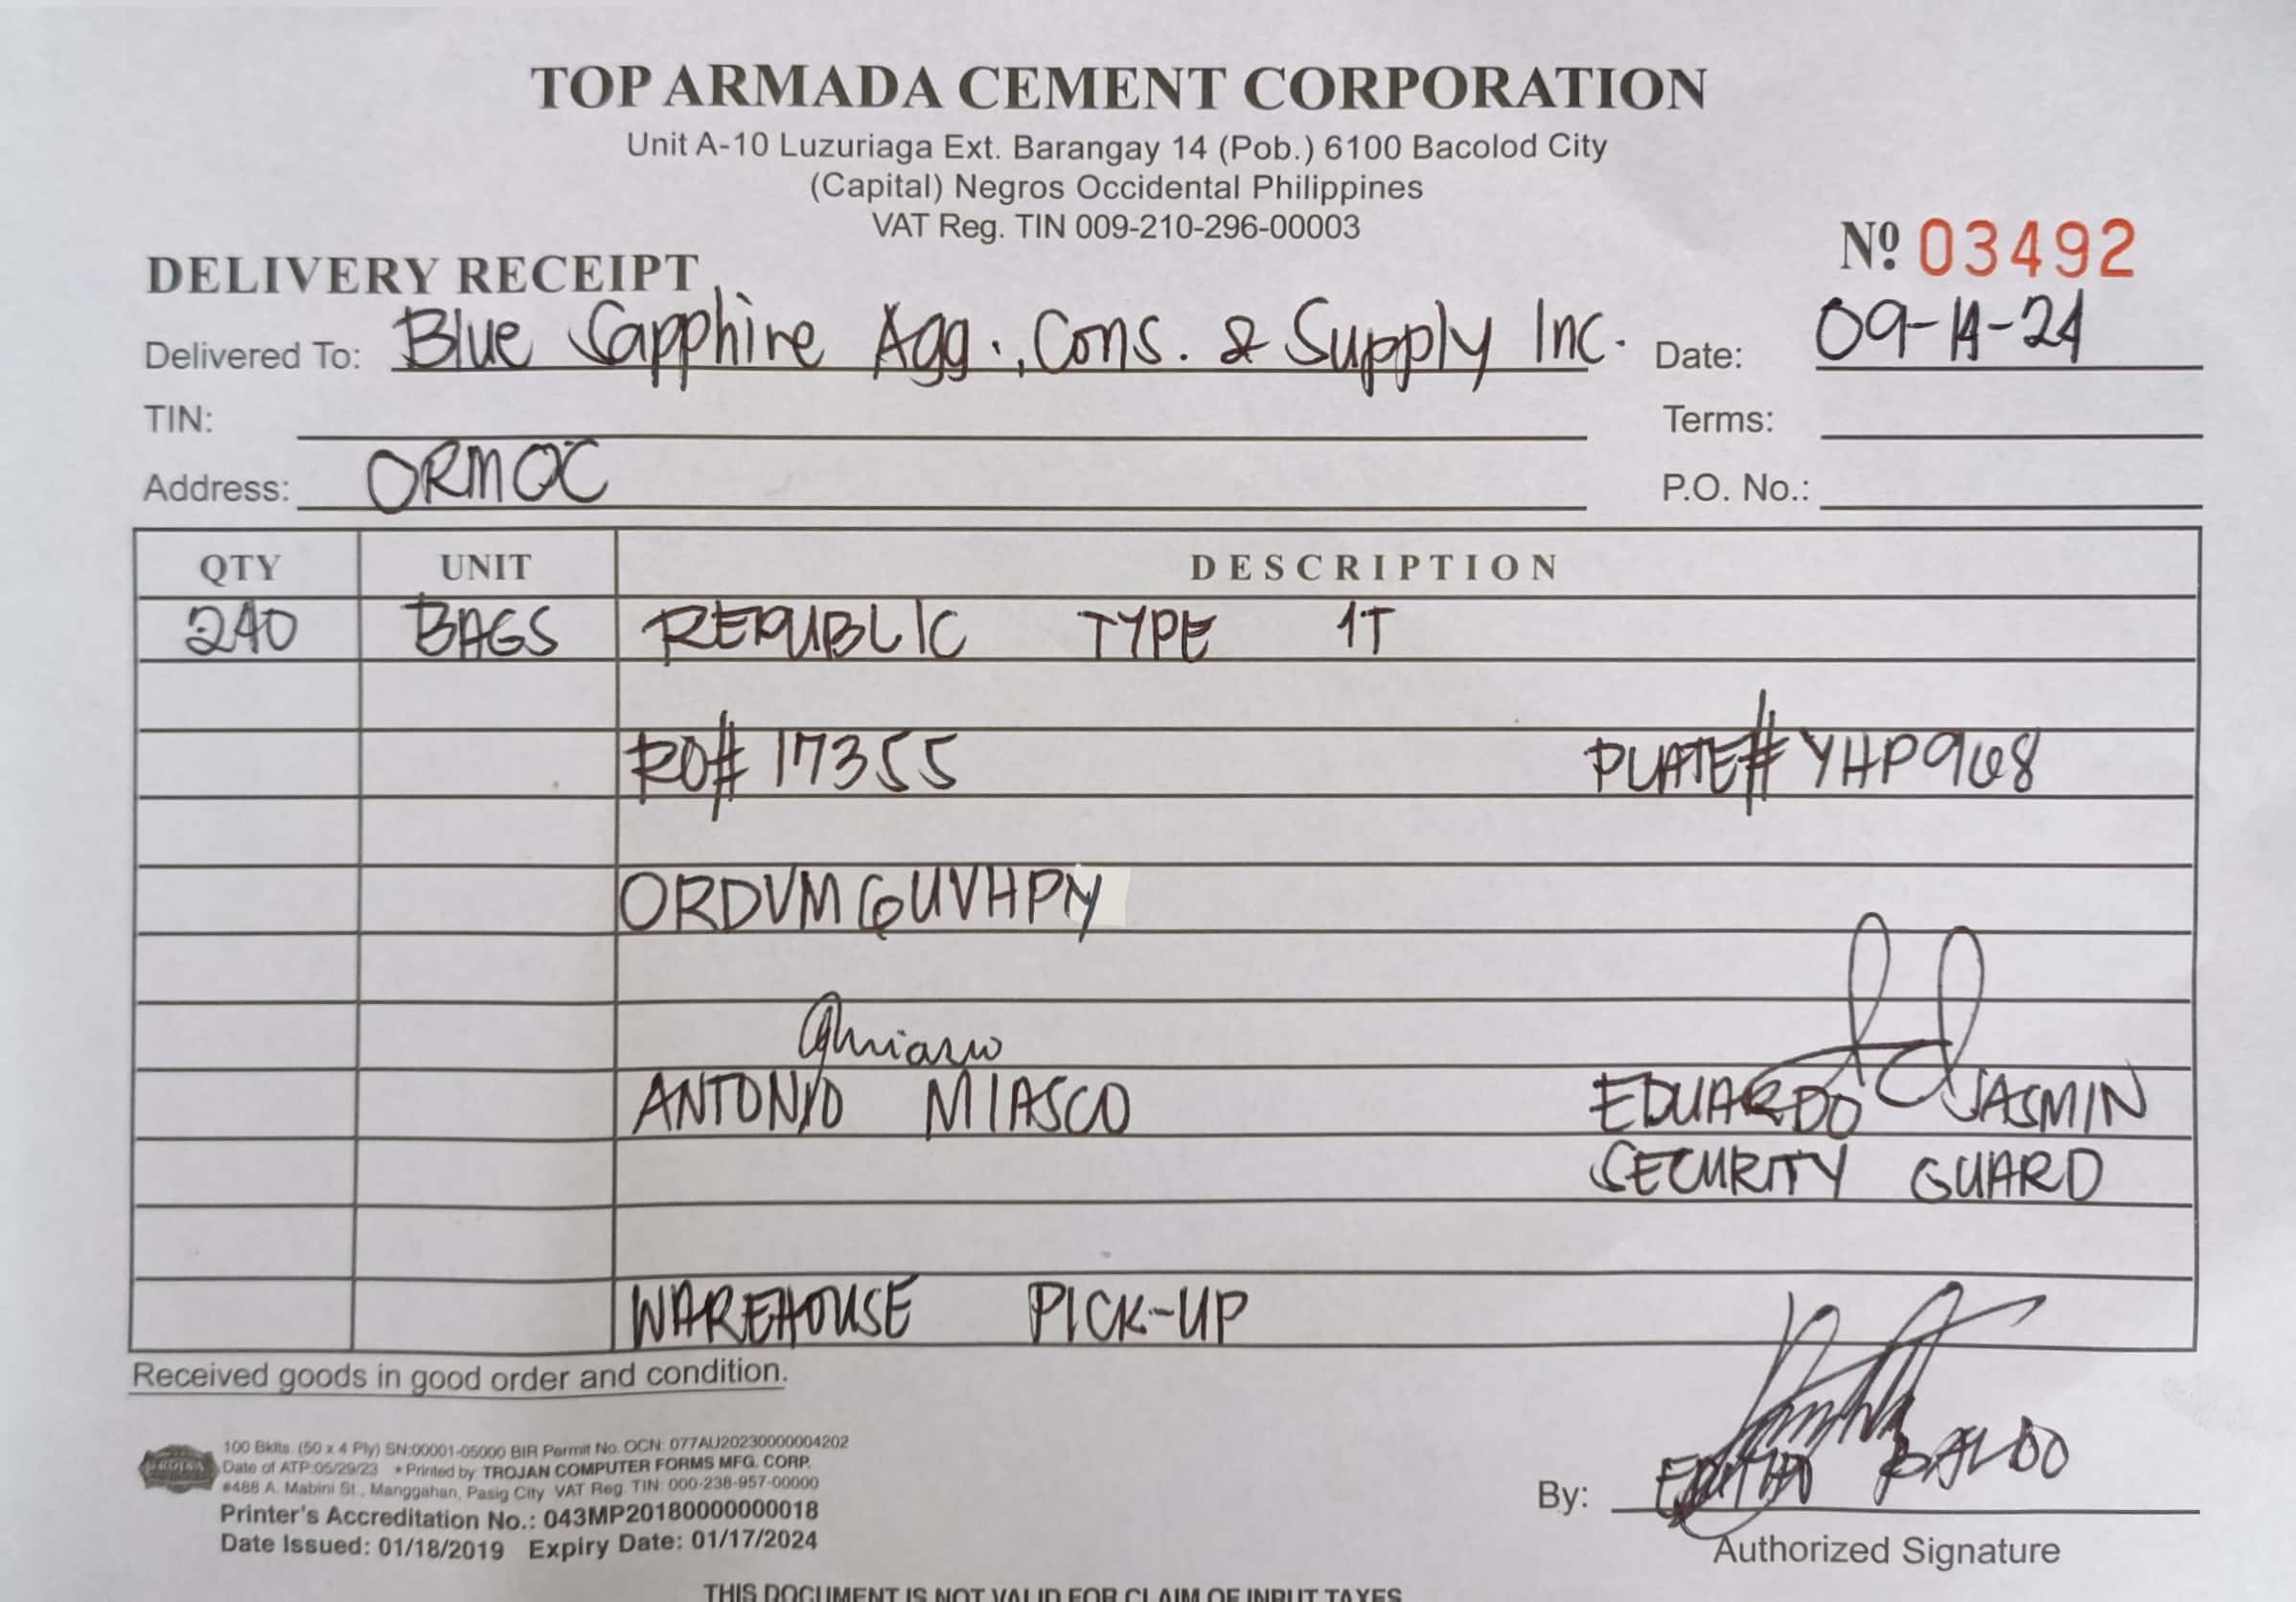 TOP ARMADA CEMENT CORPORATION
Unit A-10 Luzuriaga Ext. Barangay 14 (Pob.) 6100 Bacolod City
(Capital) Negros Occidental Philippines
VAT Reg. TIN 009-210-296-00003
Nº 03492
DELIVERY RECEIPT
Delivered To: Blue Sapphire Agg., Cons. & Supply Inc. Date: 09-14-24
TIN: Terms:
Address: ORMOC P.O. No.:
QTY UNIT DESCRIPTION
240 BAGS REPUBLIC TYPE 1T
RO# 17355 PLATE# YHP968
ORDVMGUVHPN
ANTONIO MIASCO EDUARDO JASMIN
SECURITY GUARD
WAREHOUSE PICK-UP
Received goods in good order and condition.
100 Bklts. (50 x 4 Ply) SN:00001-05000 BIR Permit No. OCN: 077AU20230000004202
Date of ATP:05/29/23 * Printed by: TROJAN COMPUTER FORMS MFG. CORP.
#488 A. Mabini St., Manggahan, Pasig City VAT Reg. TIN: 000-238-957-00000
Printer's Accreditation No.: 043MP20180000000018
Date Issued: 01/18/2019 Expiry Date: 01/17/2024
By: BALDO
Authorized Signature
THIS DOCUMENT IS NOT VALID FOR CLAIM OF INPUT TAXES